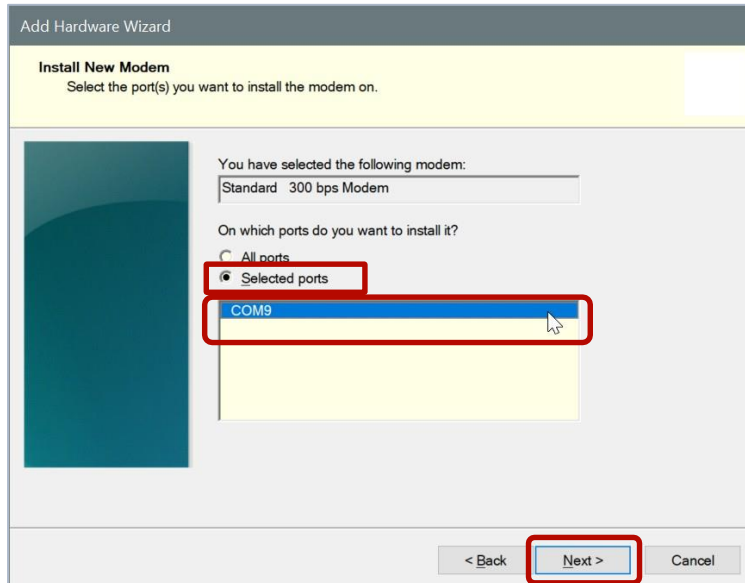 Add Hardware Wizard
Install New Modem
Select the port(s) you want to install the modem on.
You have selected the following modem:
Standard 300 bps Modem
On which ports do you want to install it?
All ports
Selected ports
COM9
< Back
Next >
Cancel